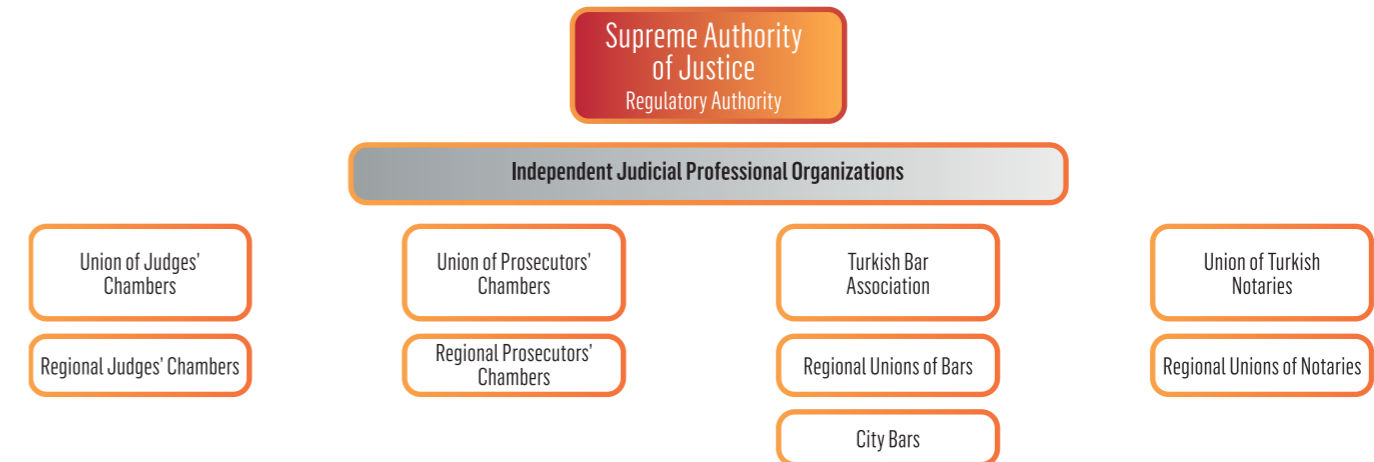 Supreme Authority
of Justice
Regulatory Authority
Independent Judicial Professional Organizations
Union of Judges’
Chambers
Union of Prosecutors’
Chambers
Turkish Bar
Association
Union of Turkish
Notaries
Regional Judges’ Chambers
Regional Prosecutors’
Chambers
Regional Unions of Bars
Regional Unions of Notaries
City Bars